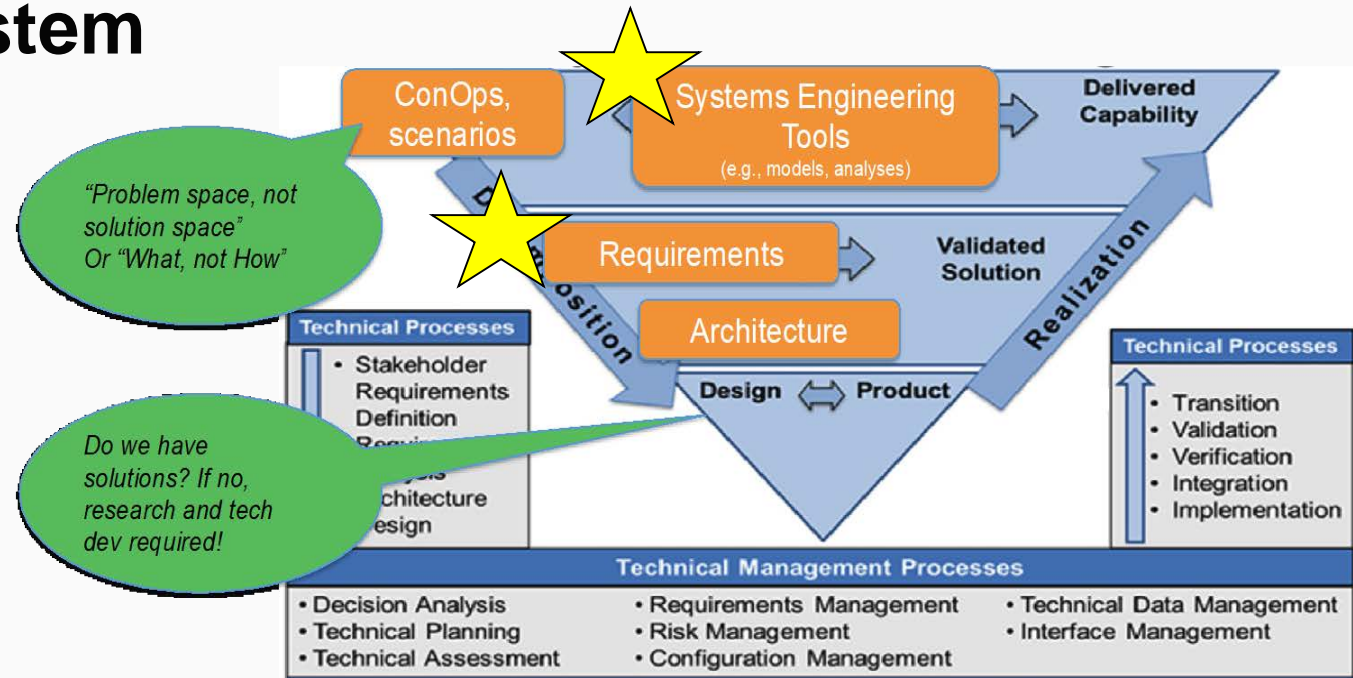 stem
ConOps,
scenarios
Systems Engineering
Tools
(e.g., models, analyses)
Delivered
Capability
“Problem space, not
solution space”
Or “What, not How”
Requirements
Validated
Solution
osition
Realization
Architecture
Technical Processes
• Stakeholder
Requirements
Definition
chitecture
esign
Design
Product
Technical Processes
• Transition
• Validation
• Verification
• Integration
• Implementation
Do we have
solutions? If no,
research and tech
dev required!
Technical Management Processes
• Decision Analysis
• Technical Planning
• Technical Assessment
• Requirements Management
• Risk Management
• Configuration Management
• Technical Data Management
• Interface Management